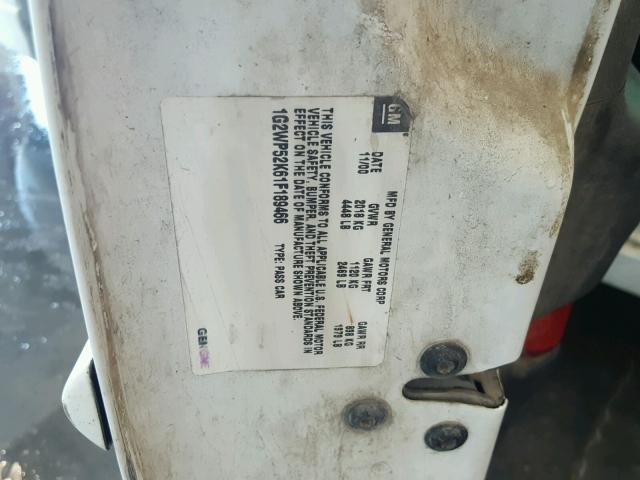 GM
MFD BY GENERAL MOTORS CORP
DATE GVWR GAWR FRT GAWR RR
11/00 2018 KG 1120 KG 898 KG
4448 LB 2469 LB 1979 LB
THIS VEHICLE CONFORMS TO ALL APPLICABLE U.S. FEDERAL MOTOR
VEHICLE SAFETY, BUMPER, AND THEFT PREVENTION STANDARDS IN
EFFECT ON THE DATE OF MANUFACTURE SHOWN ABOVE.
1G2WP52K61F189466 TYPE: PASS CAR